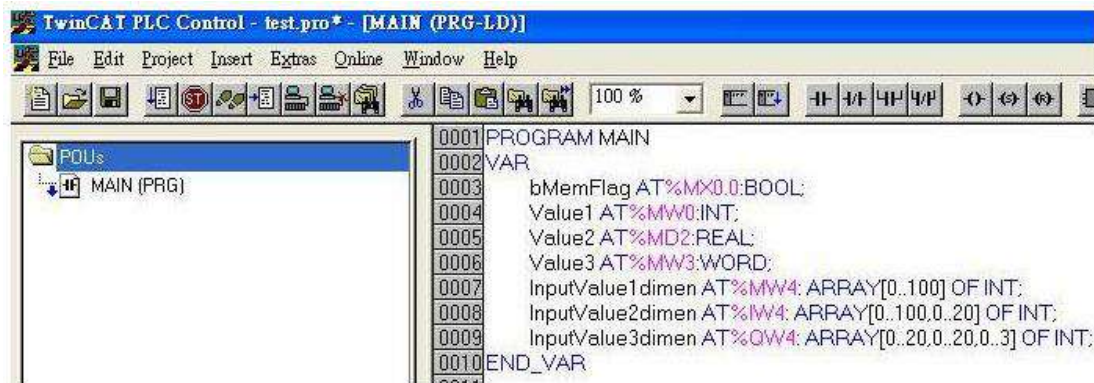 TwinCAT PLC Control - test.pro* - [MAIN (PRG-LD)]
File Edit Project Insert Extras Online Window Help
100 %
POUs
MAIN (PRG)
0001 PROGRAM MAIN
0002 VAR
0003 bMemFlag AT%MX0.0:BOOL;
0004 Value1 AT%MW0:INT;
0005 Value2 AT%MD2:REAL;
0006 Value3 AT%MW3:WORD;
0007 InputValue1dimen AT%MW4: ARRAY[0..100] OF INT;
0008 InputValue2dimen AT%IW4: ARRAY[0..100,0..20] OF INT;
0009 InputValue3dimen AT%QW4: ARRAY[0..20,0..20,0..3] OF INT;
0010 END_VAR